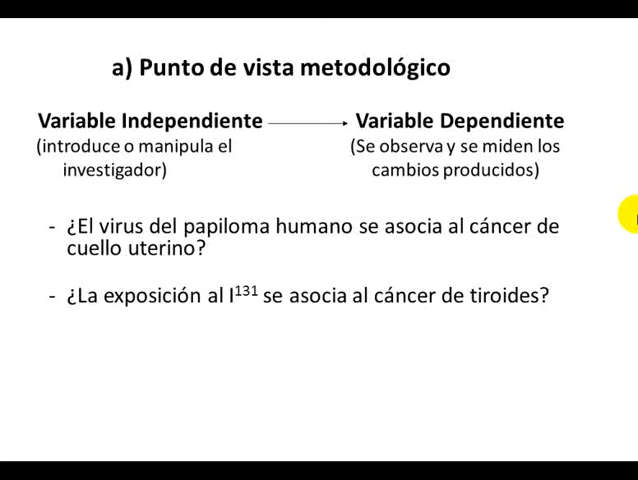 a) Punto de vista metodológico
Variable Independiente → Variable Dependiente
(introduce o manipula el (Se observa y se miden los
investigador) cambios producidos)
- ¿El virus del papiloma humano se asocia al cáncer de
cuello uterino?
- ¿La exposición al I¹³¹ se asocia al cáncer de tiroides?